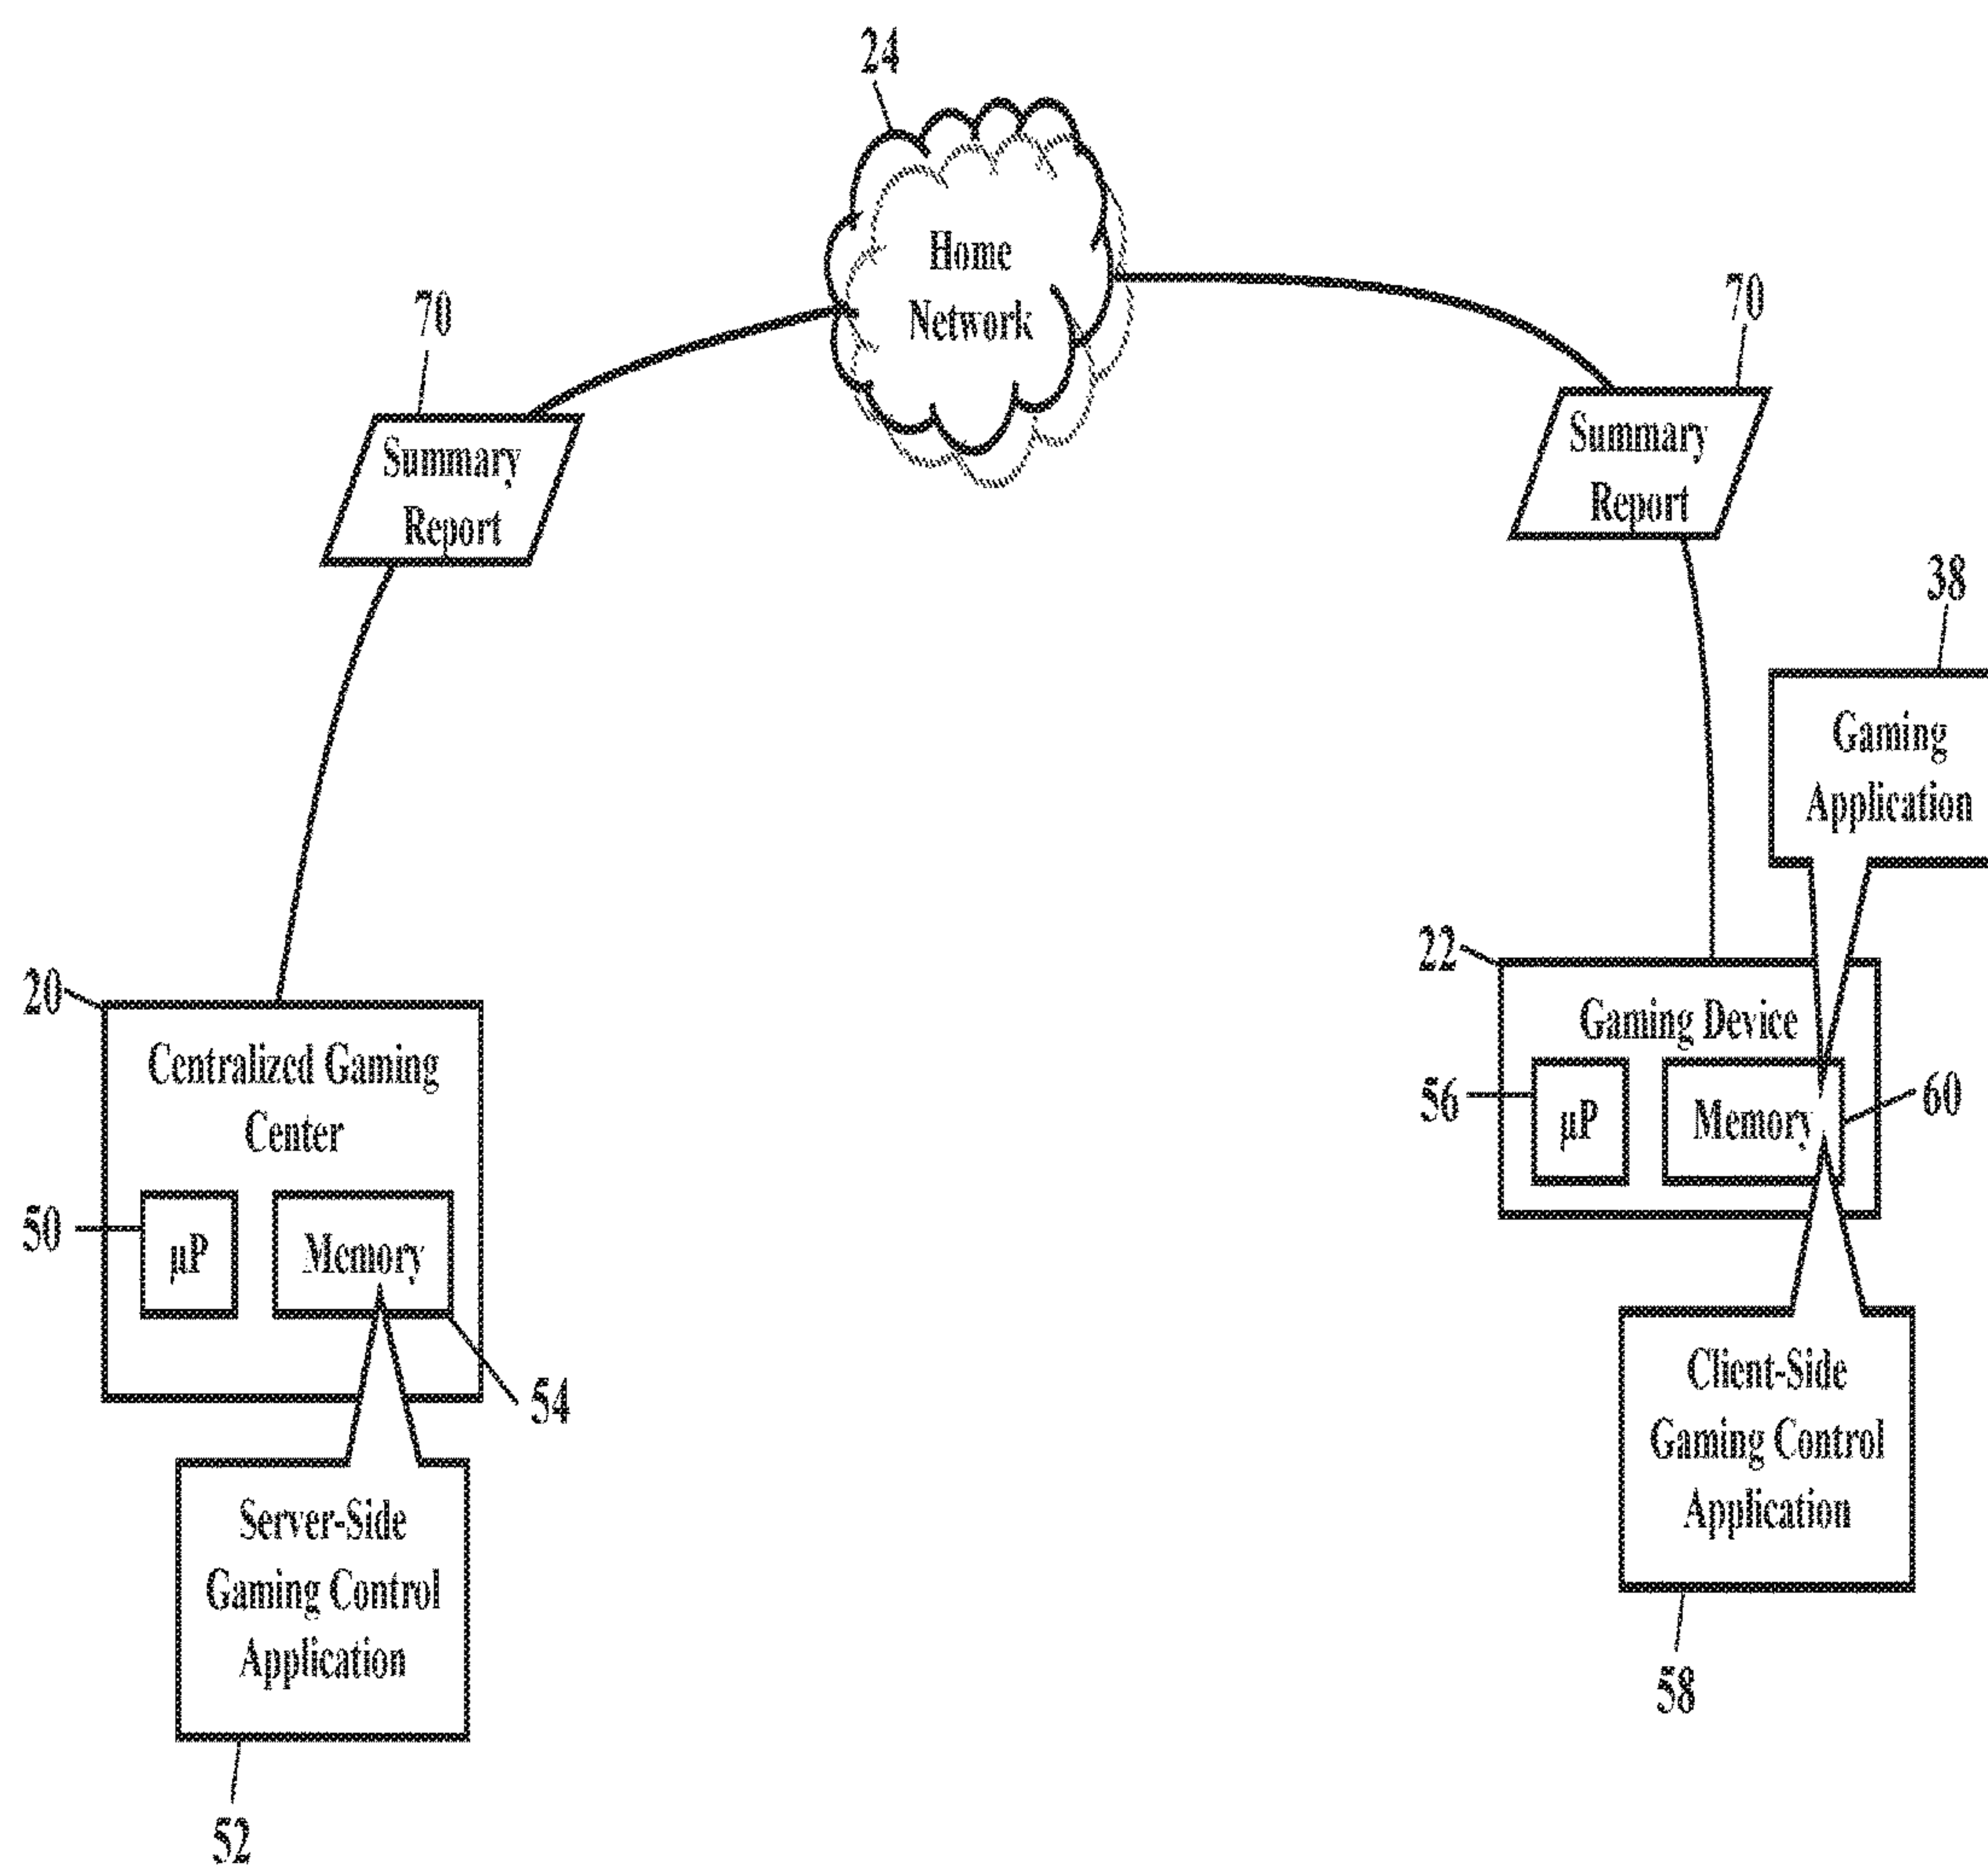 24
Home
Network
70
Summary
Report
70
Summary
Report
38
Gaming
Application
20
Centralized Gaming
Center
50
μP
Memory
54
Server-Side
Gaming Control
Application
52
22
Gaming Device
56
μP
Memory
60
Client-Side
Gaming Control
Application
58